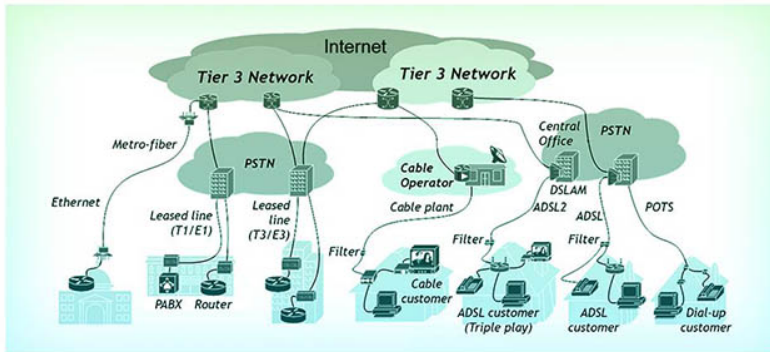 Internet
Tier 3 Network
Tier 3 Network
Metro-fiber
PSTN
Central
Office
PSTN
Cable
Operator
DSLAM
Ethernet
Leased line
(T1/E1)
Leased
line
(T3/E3)
Cable plant
ADSL2
ADSL
POTS
Filter
Filter
Filter
PABX
Router
Cable
customer
ADSL customer
(Triple play)
ADSL
customer
Dial-up
customer